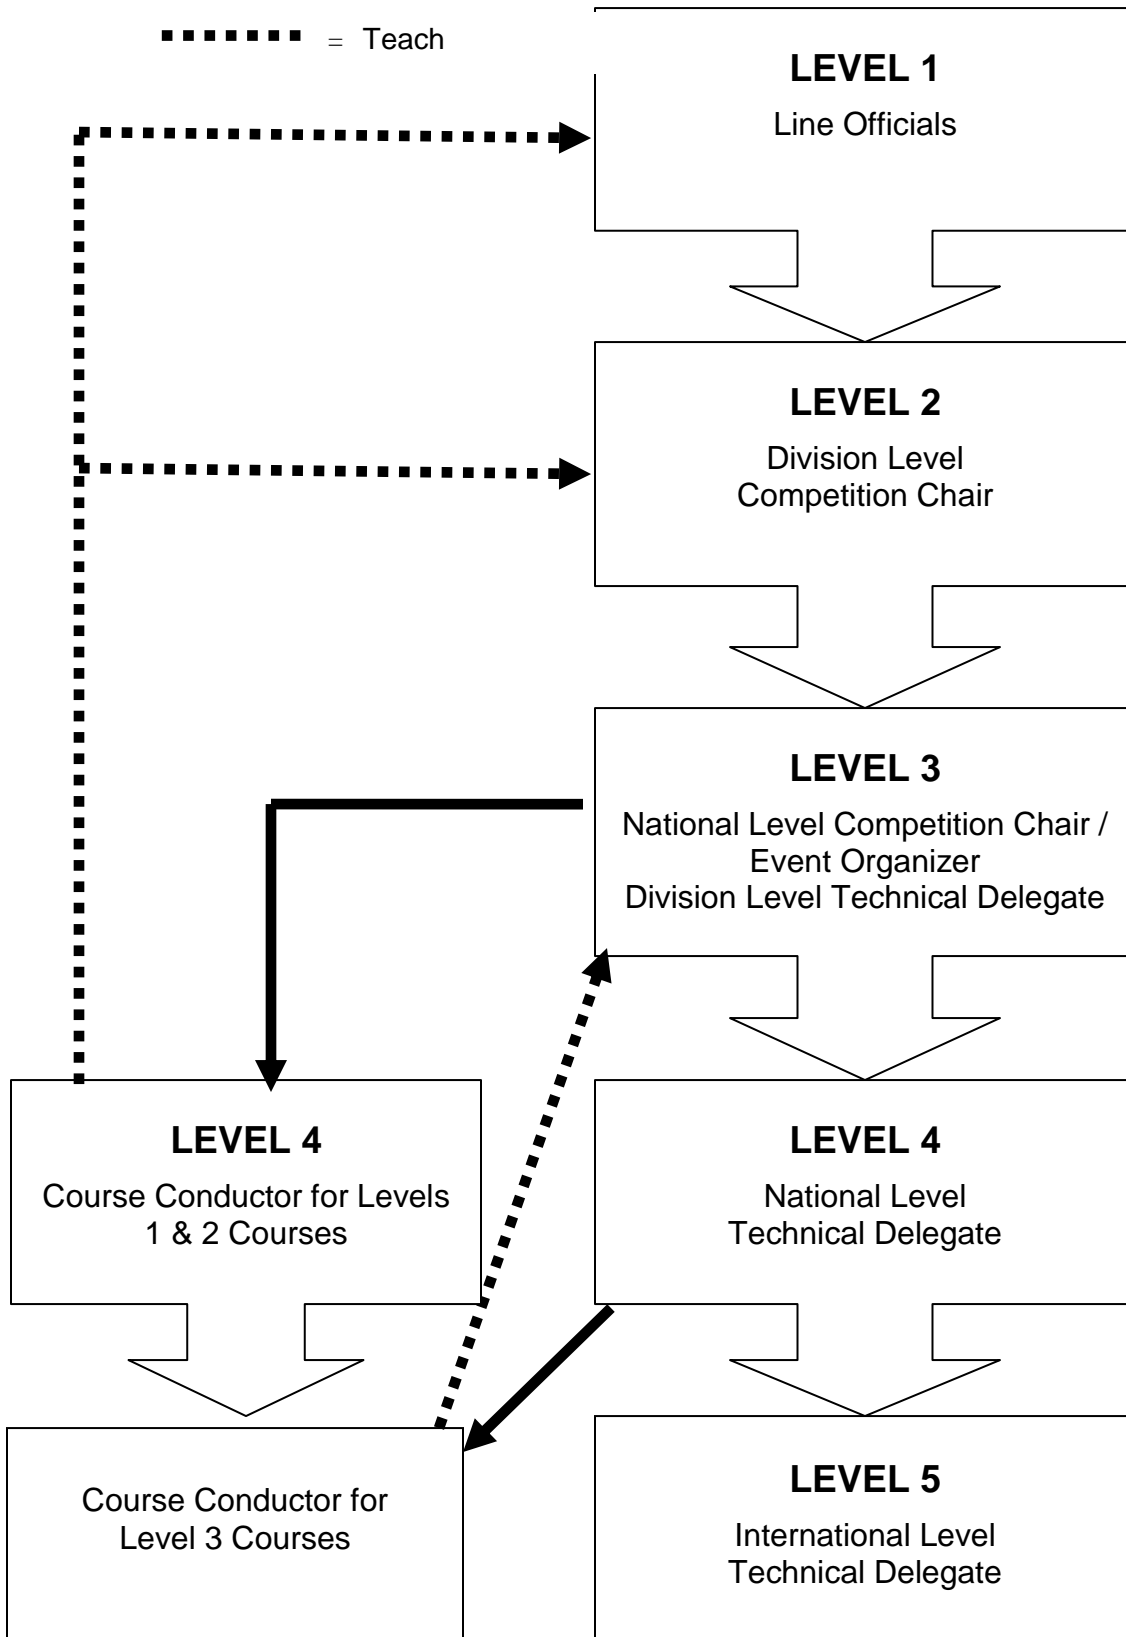 = Teach
LEVEL 1
Line Officials
LEVEL 2
Division Level
Competition Chair
LEVEL 3
National Level Competition Chair /
Event Organizer
Division Level Technical Delegate
LEVEL 4
Course Conductor for Levels
1 & 2 Courses
LEVEL 4
National Level
Technical Delegate
Course Conductor for
Level 3 Courses
LEVEL 5
International Level
Technical Delegate